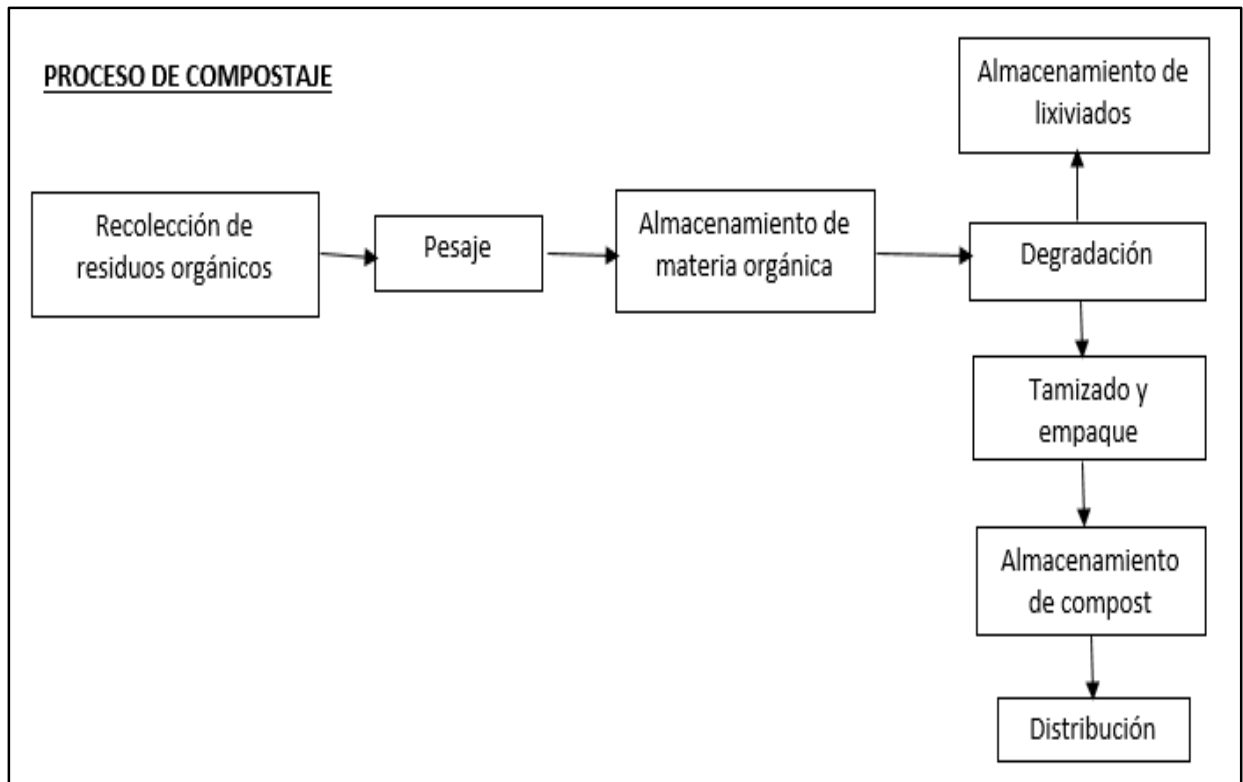 PROCESO DE COMPOSTAJE
Recolección de
residuos orgánicos
Pesaje
Almacenamiento de
materia orgánica
Degradación
Almacenamiento de
lixiviados
Tamizado y
empaque
Almacenamiento
de compost
Distribución